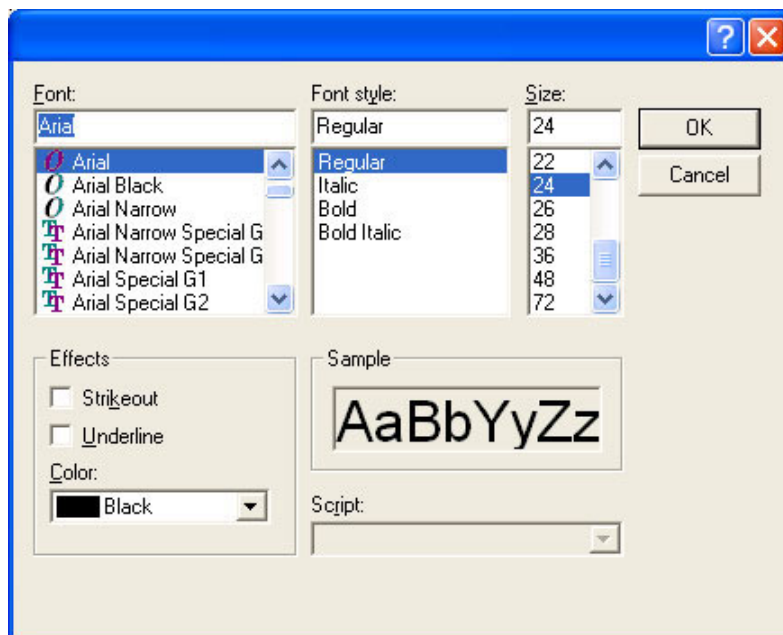 ?
Font:
Arial
Arial
Arial Black
Arial Narrow
Arial Narrow Special G
Arial Narrow Special G
Arial Special G1
Arial Special G2
Font style:
Regular
Regular
Italic
Bold
Bold Italic
Size:
24
22
24
26
28
36
48
72
OK
Cancel
Effects
Strikeout
Underline
Color:
Black
Sample
AaBbYyZz
Script: